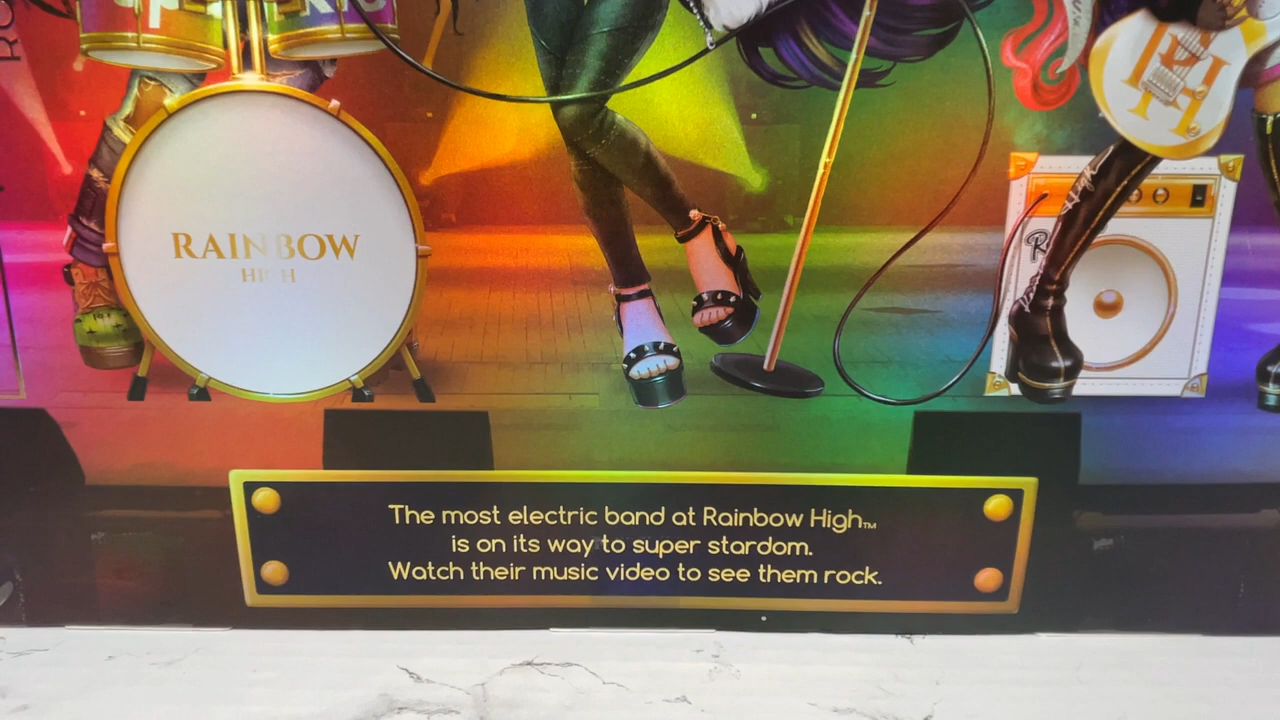 RAINBOW
HIGH
The most electric band at Rainbow High™
is on its way to super stardom.
Watch their music video to see them rock.